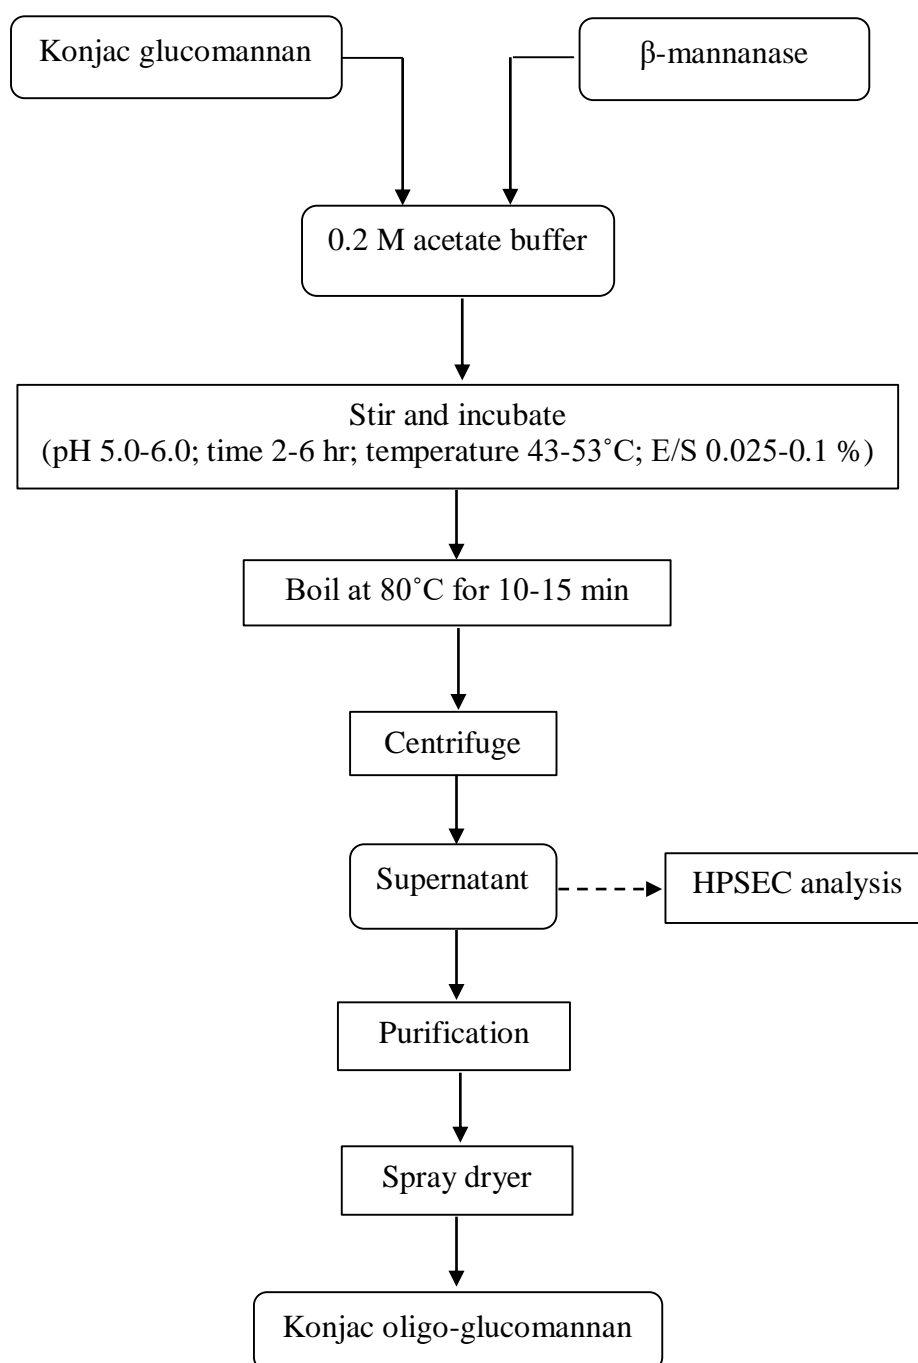 Konjac glucomannan
β-mannanase
0.2 M acetate buffer
Stir and incubate
(pH 5.0-6.0; time 2-6 hr; temperature 43-53˚C; E/S 0.025-0.1 %)
Boil at 80˚C for 10-15 min
Centrifuge
Supernatant
HPSEC analysis
Purification
Spray dryer
Konjac oligo-glucomannan